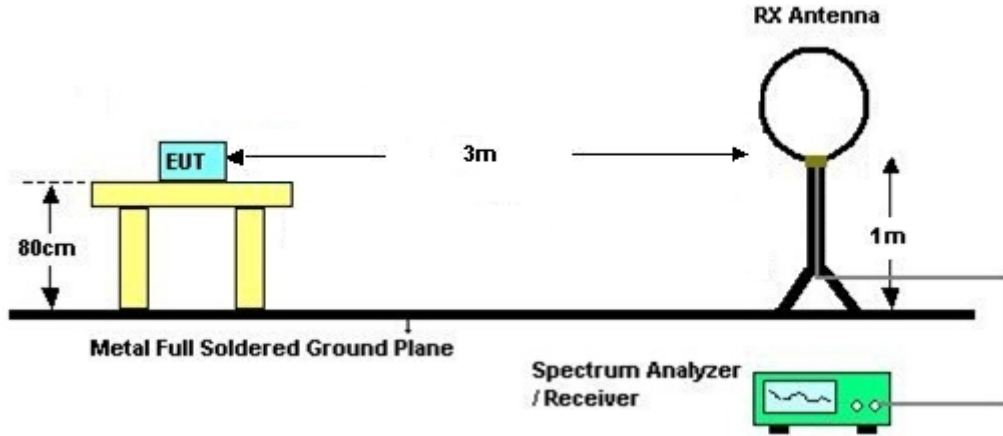 RX Antenna
EUT
3m
80cm
1m
Metal Full Soldered Ground Plane
Spectrum Analyzer
/ Receiver